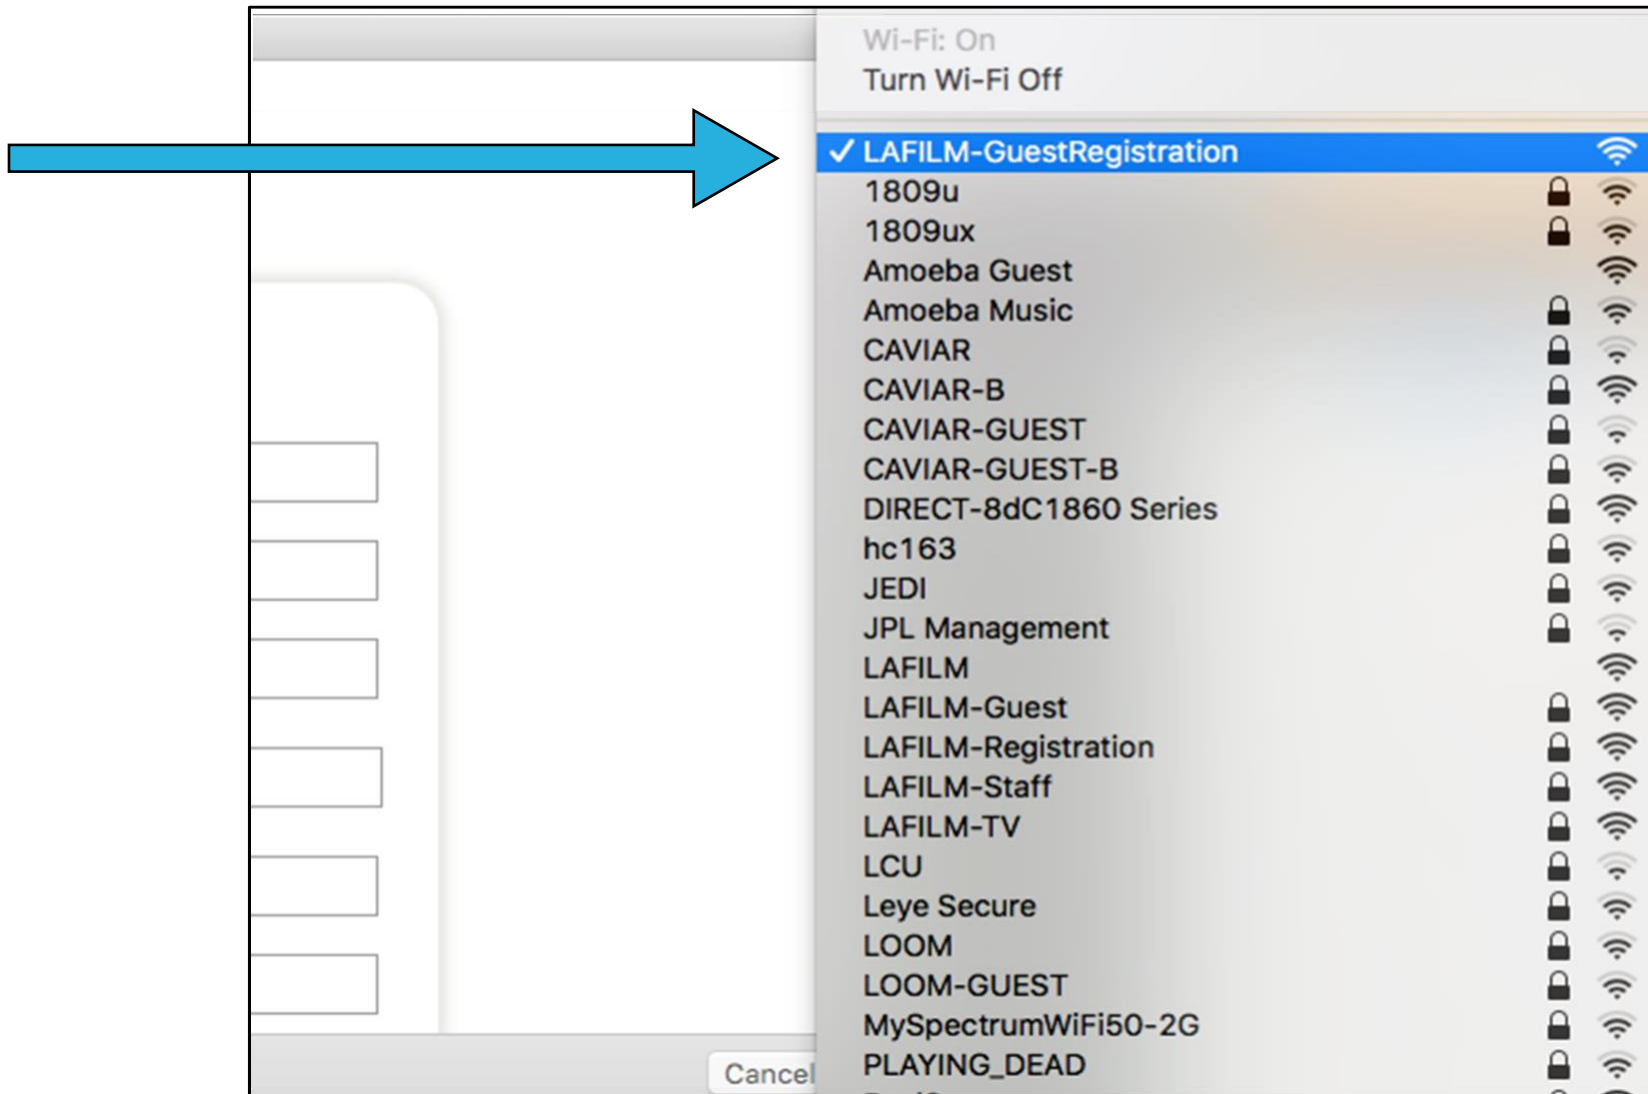 Wi-Fi: On
Turn Wi-Fi Off
✓ LAFILM-GuestRegistration
1809u
1809ux
Amoeba Guest
Amoeba Music
CAVIAR
CAVIAR-B
CAVIAR-GUEST
CAVIAR-GUEST-B
DIRECT-8dC1860 Series
hc163
JEDI
JPL Management
LAFILM
LAFILM-Guest
LAFILM-Registration
LAFILM-Staff
LAFILM-TV
LCU
Leye Secure
LOOM
LOOM-GUEST
MySpectrumWiFi50-2G
PLAYING_DEAD
Cancel